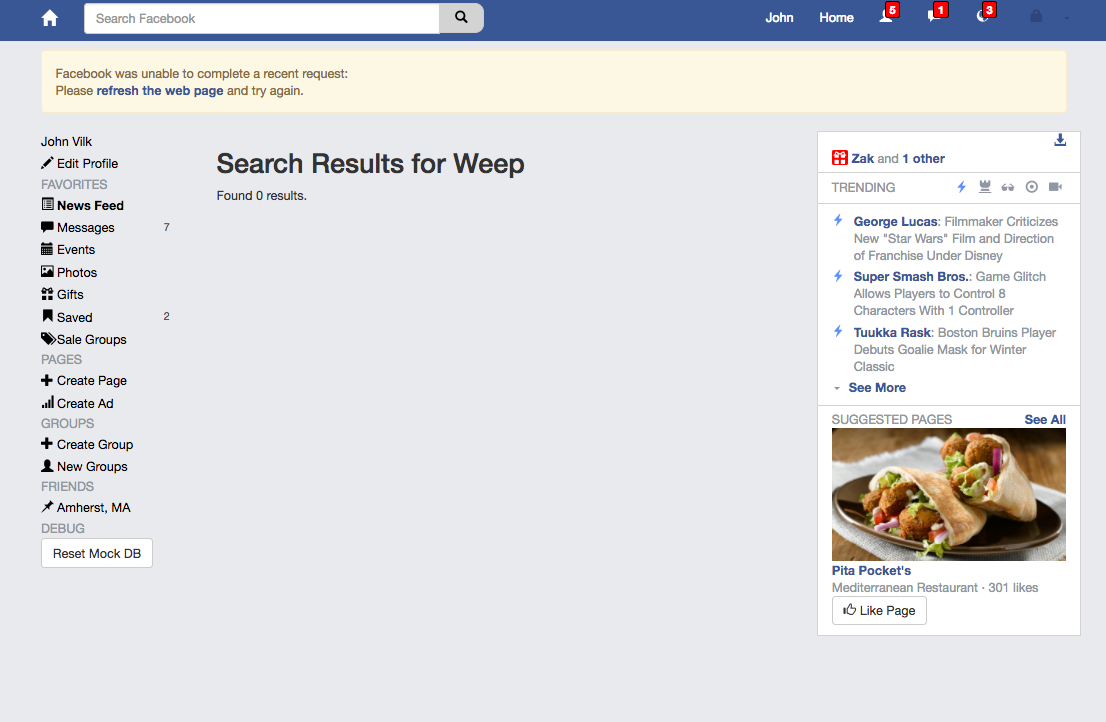 Search Facebook
John
Home
5
1
3
Facebook was unable to complete a recent request:
Please refresh the web page and try again.
John Vilk
Edit Profile
FAVORITES
News Feed
Messages 7
Events
Photos
Gifts
Saved 2
Sale Groups
PAGES
Create Page
Create Ad
GROUPS
Create Group
New Groups
FRIENDS
Amherst, MA
DEBUG
Reset Mock DB
Search Results for Weep
Found 0 results.
Zak and 1 other
TRENDING
George Lucas: Filmmaker Criticizes
New "Star Wars" Film and Direction
of Franchise Under Disney
Super Smash Bros.: Game Glitch
Allows Players to Control 8
Characters With 1 Controller
Tuukka Rask: Boston Bruins Player
Debuts Goalie Mask for Winter
Classic
See More
SUGGESTED PAGES See All
Pita Pocket's
Mediterranean Restaurant · 301 likes
Like Page